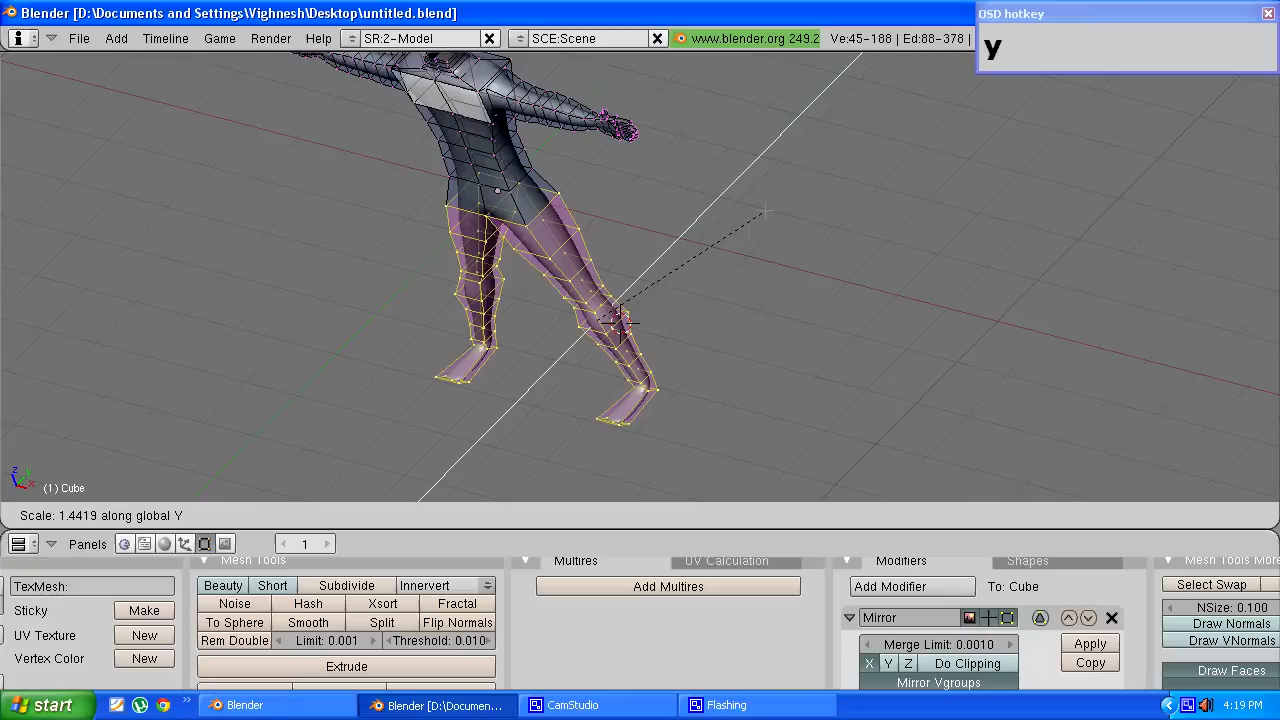 Blender [D:\Documents and Settings\Vighnesh\Desktop\untitled.blend]
OSD hotkey
y
File Add Timeline Game Render Help SR:2-Model SCE:Scene www.blender.org 249.2 Ve:45-168 | Ed:88-378 |
z
y
x
(1) Cube
Scale: 1.4419 along global Y
Panels 1
Mesh Tools
Multires UV Calculation
Modifiers Shapes
Mesh Tools More
TexMesh:
Sticky Make
UV Texture New
Vertex Color New
Beauty Short Subdivide Innervert
Noise Hash Xsort Fractal
To Sphere Smooth Split Flip Normals
Rem Double Limit: 0.001 Threshold: 0.010
Extrude
Add Multires
Add Modifier To: Cube
Mirror
Merge Limit: 0.0010 Apply
X Y Z Do Clipping Copy
Mirror Vgroups
Select Swap
NSize: 0.100
Draw Normals
Draw VNormals
Draw Faces
start Blender Blender [D:\Documen... CamStudio Flashing 4:19 PM